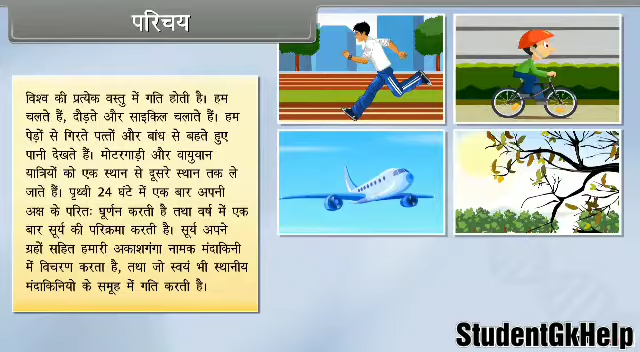 परिचय
विश्व की प्रत्येक वस्तु में गति होती है। हम
चलते हैं, दौड़ते और साइकिल चलाते हैं। हम
पेड़ों से गिरते पत्तों और बांध से बहते हुए
पानी देखते हैं। मोटरगाड़ी और वायुयान
यात्रियों को एक स्थान से दूसरे स्थान तक ले
जाते हैं। पृथ्वी 24 घंटे में एक बार अपनी
अक्ष के परितः घूर्णन करती है तथा वर्ष में एक
बार सूर्य की परिक्रमा करती है। सूर्य अपने
ग्रहों सहित हमारी अकाशगंगा नामक मंदाकिनी
में विचरण करता है, तथा जो स्वयं भी स्थानीय
मंदाकिनियो के समूह में गति करती है।
StudentGkHelp